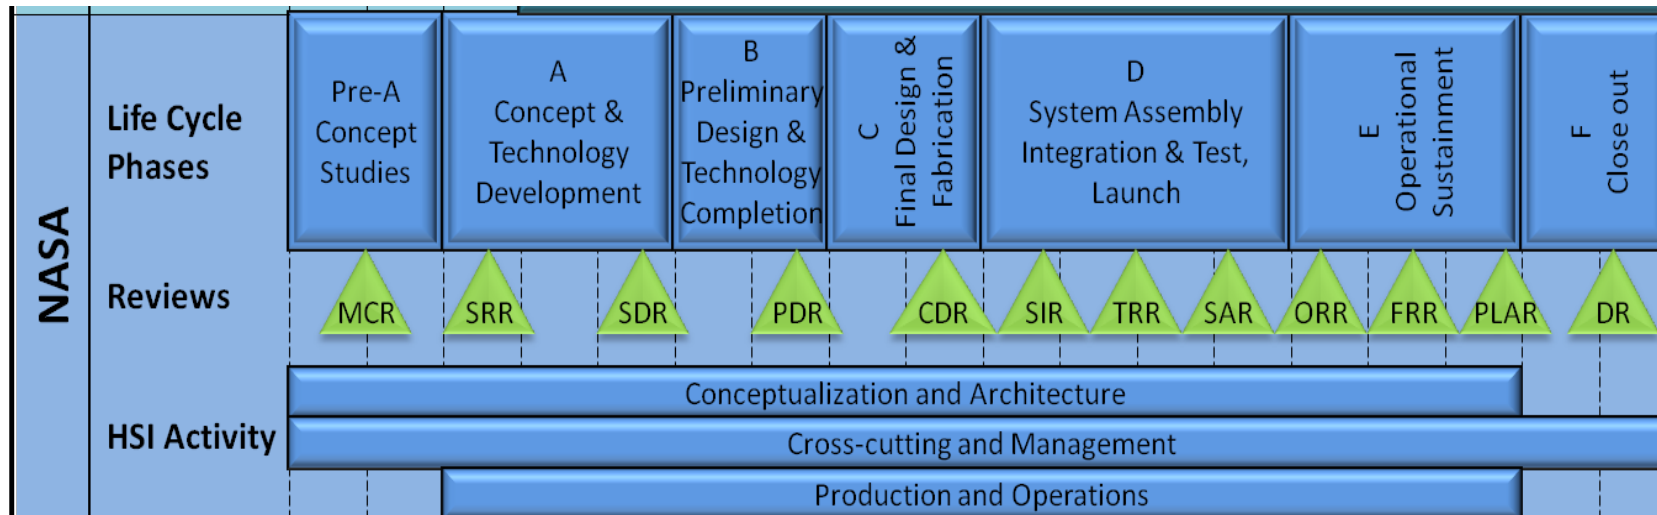 NASA
Life Cycle
Phases
Pre-A
Concept
Studies
A
Concept &
Technology
Development
B
Preliminary
Design &
Technology
Completion
C
Final Design &
Fabrication
D
System Assembly
Integration & Test,
Launch
E
Operational
Sustainment
F
Close out
Reviews
MCR
SRR
SDR
PDR
CDR
SIR
TRR
SAR
ORR
FRR
PLAR
DR
HSI Activity
Conceptualization and Architecture
Cross-cutting and Management
Production and Operations